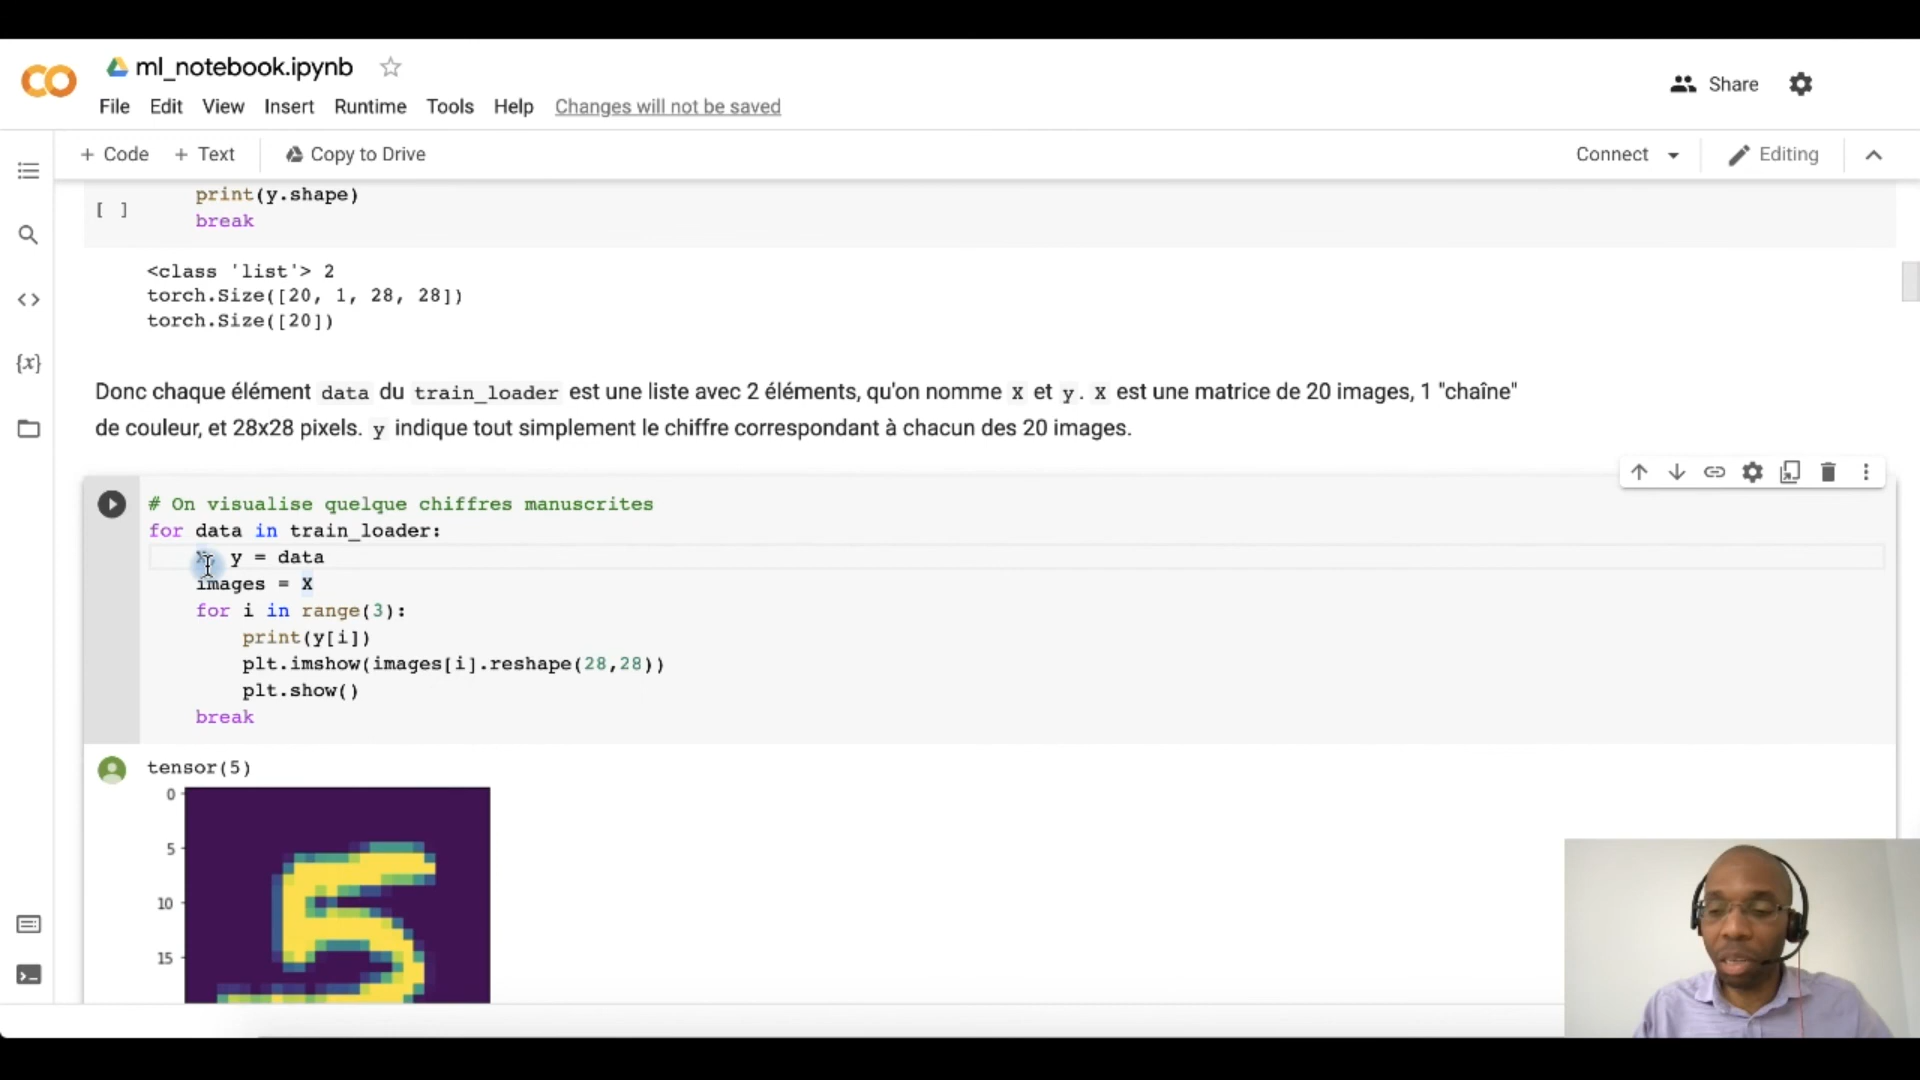 ml_notebook.ipynb
File Edit View Insert Runtime Tools Help Changes will not be saved
Share
+ Code + Text Copy to Drive
Connect Editing
print(y.shape)
[ ]
break
<class 'list'> 2
torch.Size([20, 1, 28, 28])
torch.Size([20])
Donc chaque élément data du train_loader est une liste avec 2 éléments, qu'on nomme X et y. X est une matrice de 20 images, 1 "chaîne"
de couleur, et 28x28 pixels. y indique tout simplement le chiffre correspondant à chacun des 20 images.
# On visualise quelque chiffres manuscrites
for data in train_loader:
y = data
images = X
for i in range(3):
print(y[i])
plt.imshow(images[i].reshape(28,28))
plt.show()
break
tensor(5)
0
5
10
15